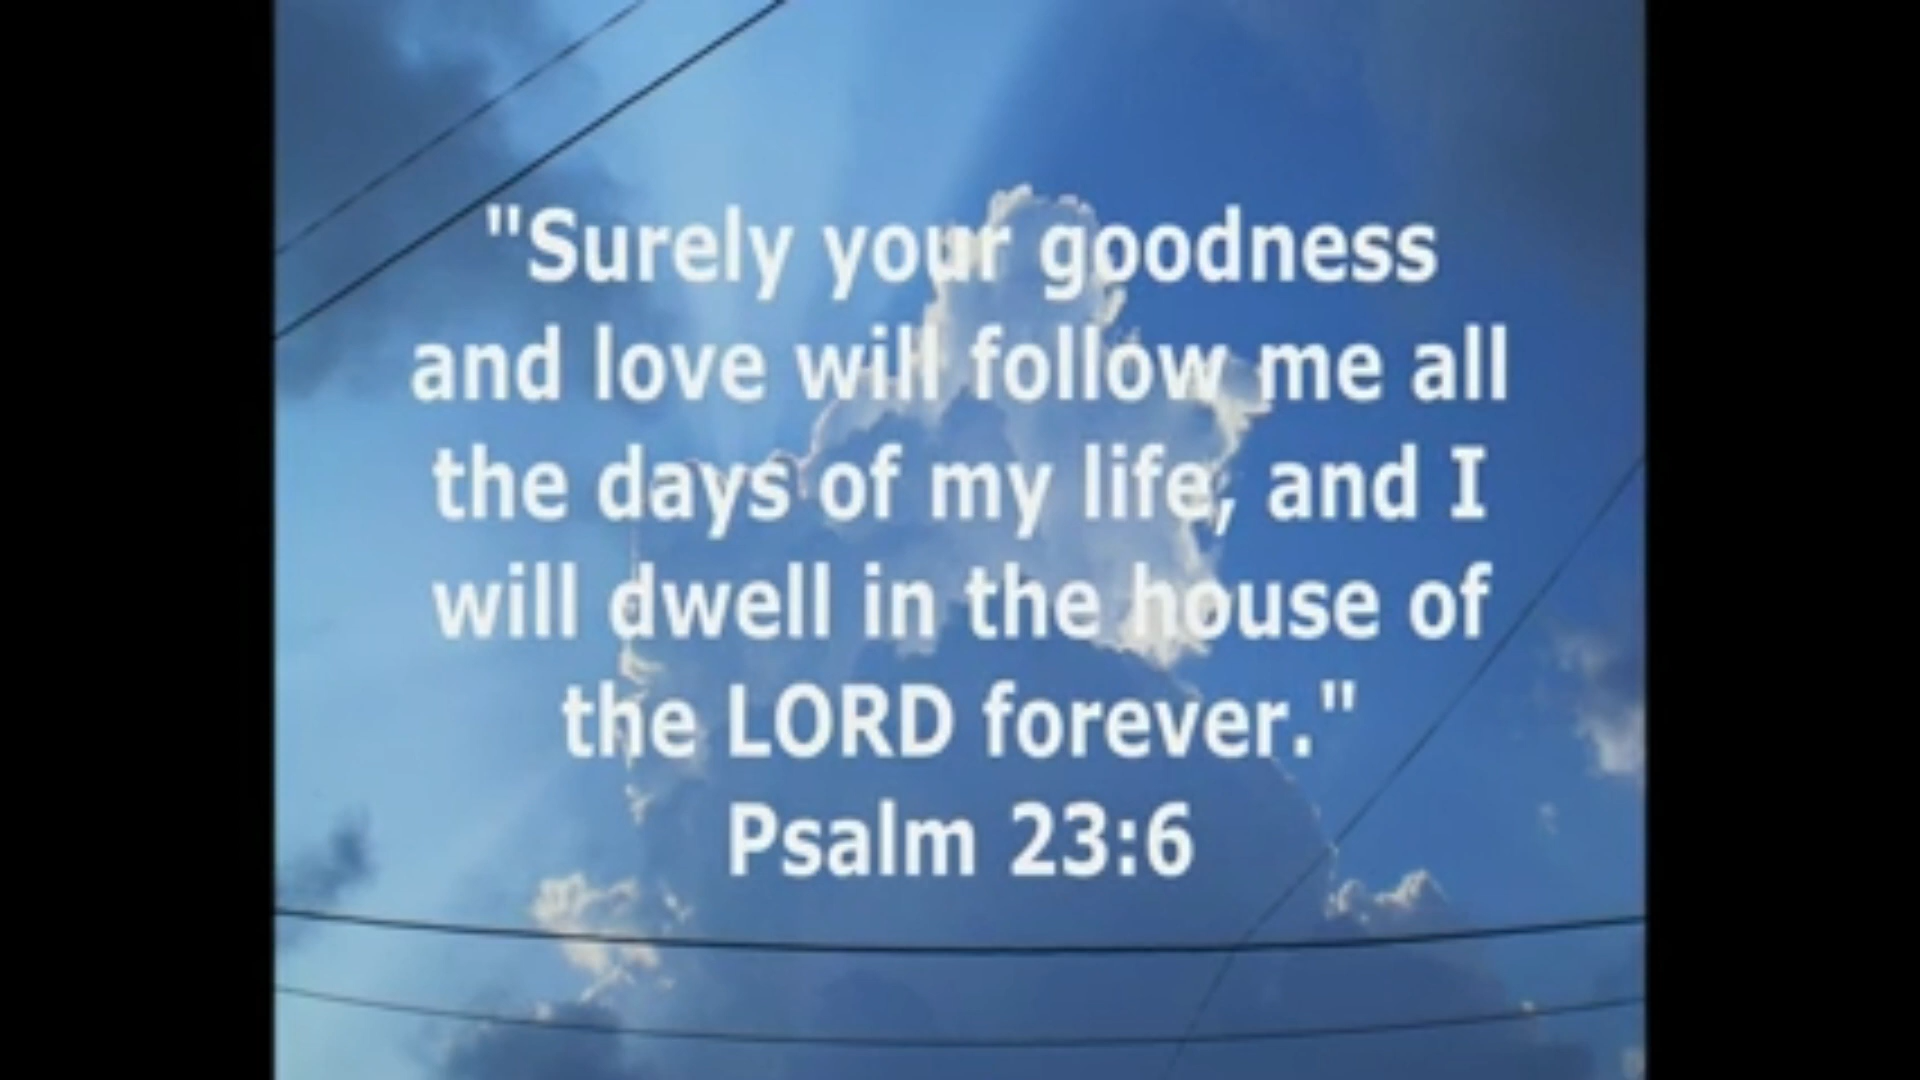 "Surely your goodness
and love will follow me all
the days of my life, and I
will dwell in the house of
the LORD forever."
Psalm 23:6